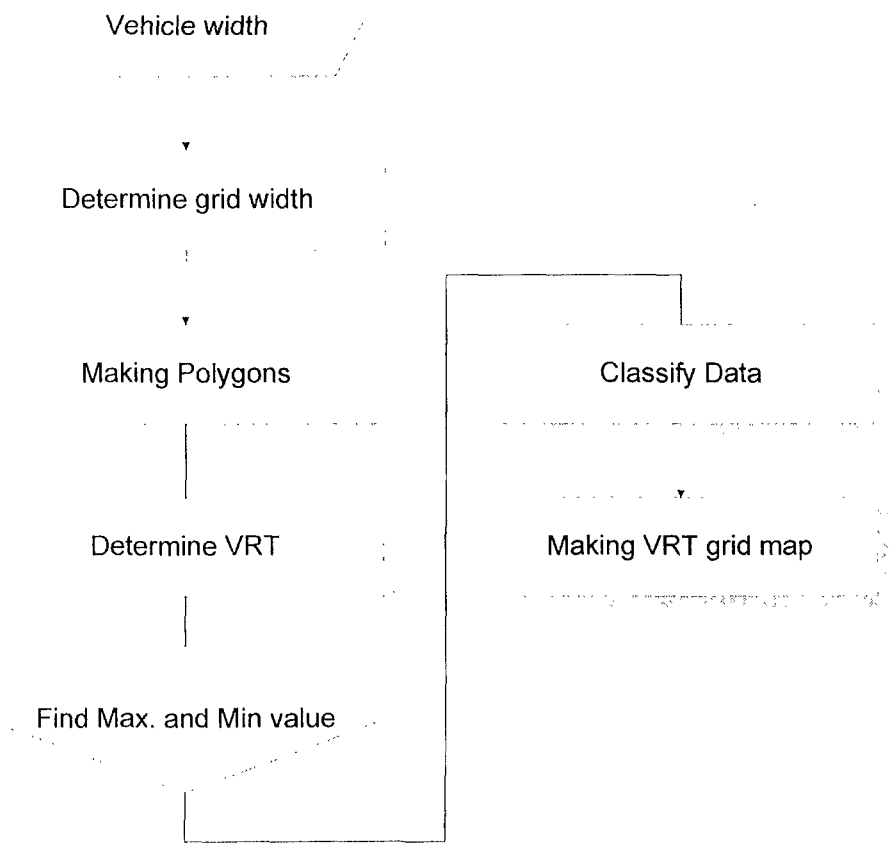 Vehicle width
Determine grid width
Making Polygons
Determine VRT
Find Max. and Min value
Classify Data
Making VRT grid map